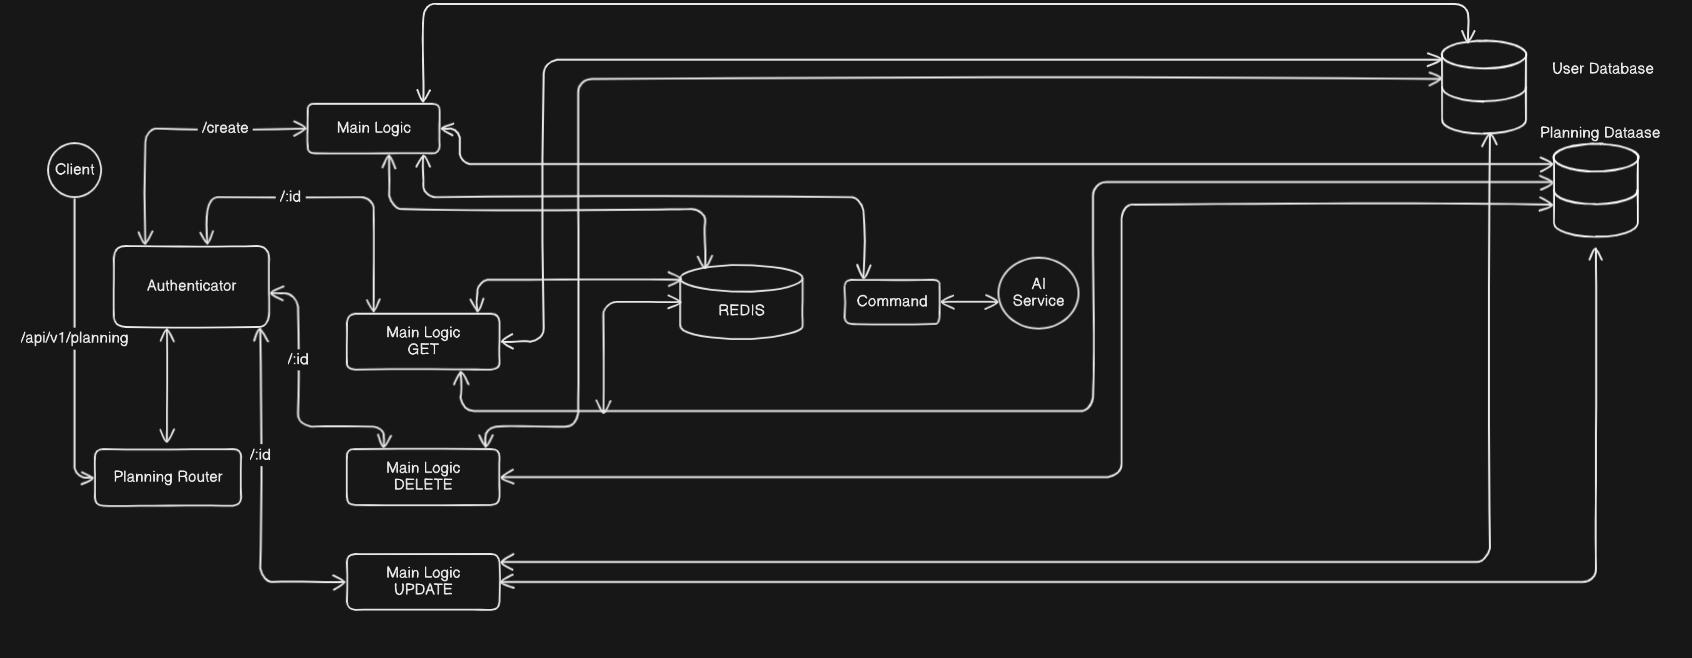 User Database
/create
Main Logic
Planning Dataase
Client
/:id
Authenticator
AI
Service
Command
REDIS
Main Logic
GET
/api/v1/planning
/:id
/:id
Planning Router
Main Logic
DELETE
Main Logic
UPDATE